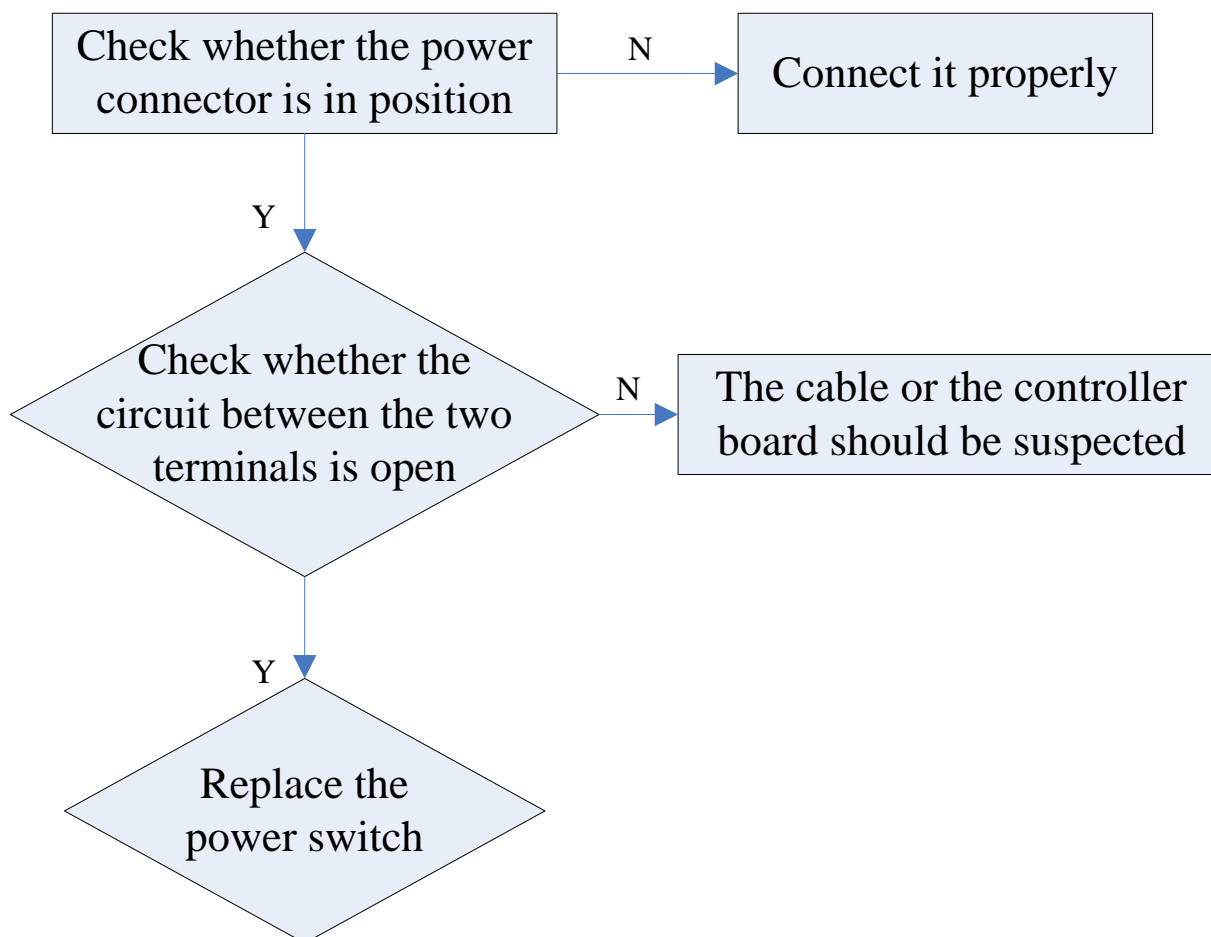 Check whether the power
connector is in position
N
Connect it properly
Y
Check whether the
circuit between the two
terminals is open
N
The cable or the controller
board should be suspected
Y
Replace the
power switch